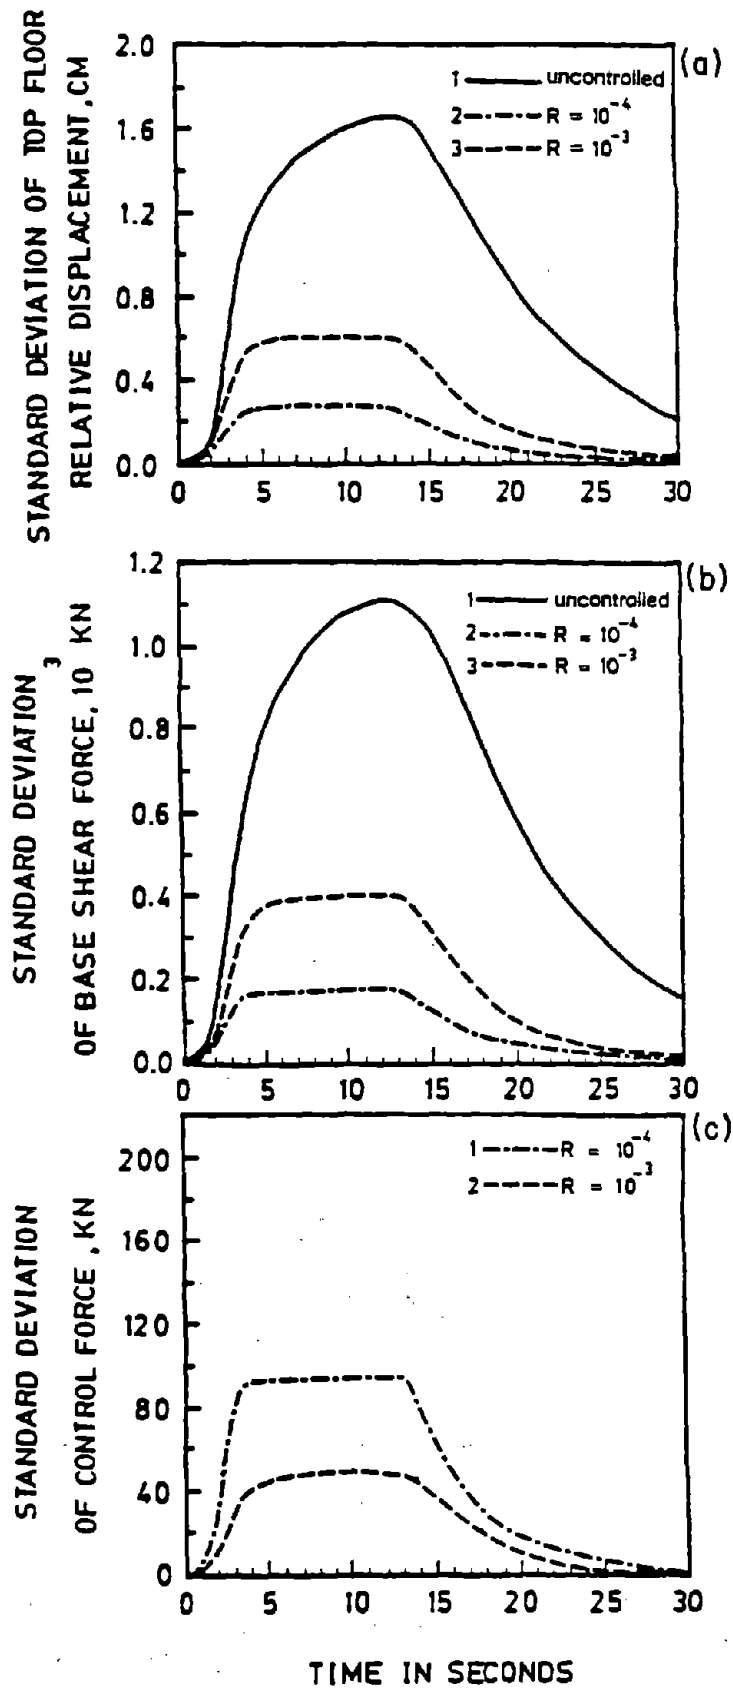 STANDARD DEVIATION OF TOP FLOOR
RELATIVE DISPLACEMENT, CM
(a)
2.0
1.6
1.2
0.8
0.4
0.0
1 uncontrolled
2 R = 10⁻⁴
3 R = 10⁻³
0 5 10 15 20 25 30
STANDARD DEVIATION
OF BASE SHEAR FORCE, 10³ KN
(b)
1.2
1.0
0.8
0.6
0.4
0.2
0.0
1 uncontrolled
2 R = 10⁻⁴
3 R = 10⁻³
0 5 10 15 20 25 30
STANDARD DEVIATION
OF CONTROL FORCE, KN
(c)
200
160
120
80
40
0
1 R = 10⁻⁴
2 R = 10⁻³
0 5 10 15 20 25 30
TIME IN SECONDS